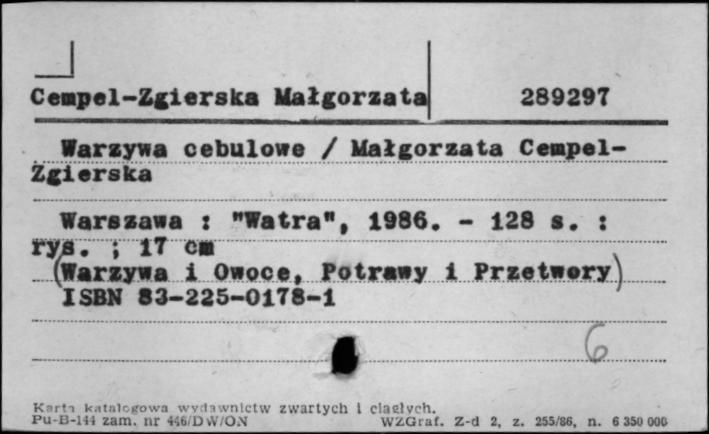 Cempel-Zgierska Małgorzata 289297
Warzywa cebulowe / Małgorzata Cempel-
Zgierska
Warszawa : "Watra", 1986. - 128 s. :
rys. ; 17 cm
(Warzywa i Owoce, Potrawy i Przetwory)
ISBN 83-225-0178-1
6
Karta katalogowa wydawnictw zwartych i ciągłych.
Pu-B-144 zam. nr 446/DW/ON WZGraf. Z-d 2, z. 255/86, n. 6 350 000